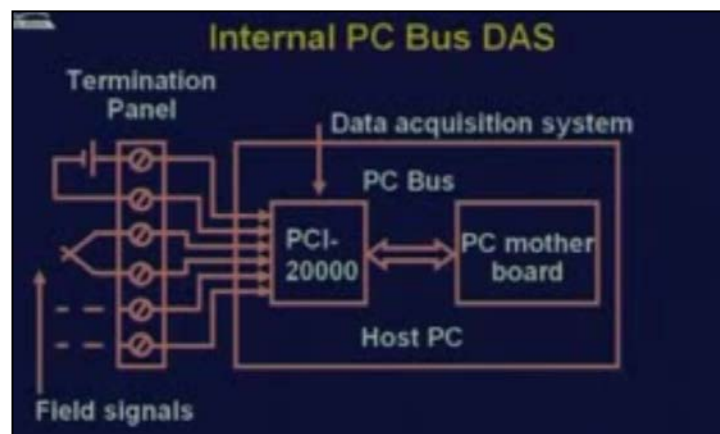 Internal PC Bus DAS
Termination
Panel
Data acquisition system
PC Bus
PCI-
20000
PC mother
board
Host PC
Field signals